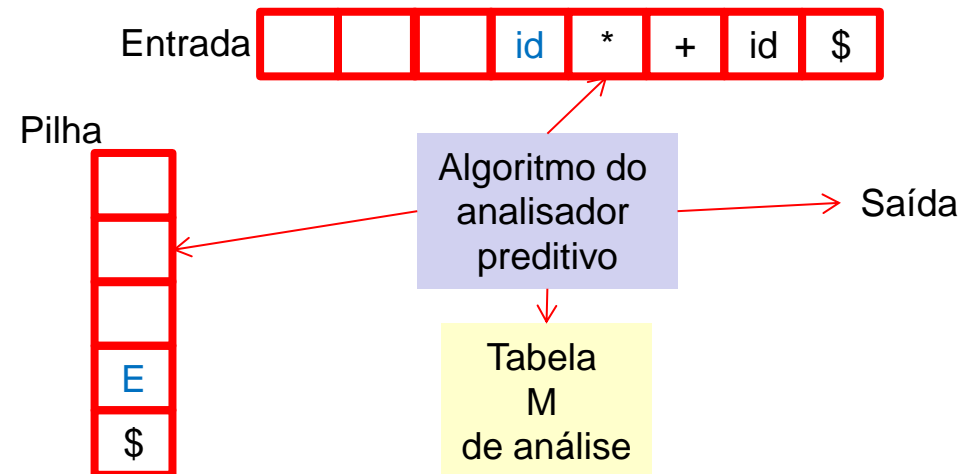 Entrada id * + id $
Pilha
Algoritmo do
analisador
preditivo
Saída
Tabela
M
de análise
E
$